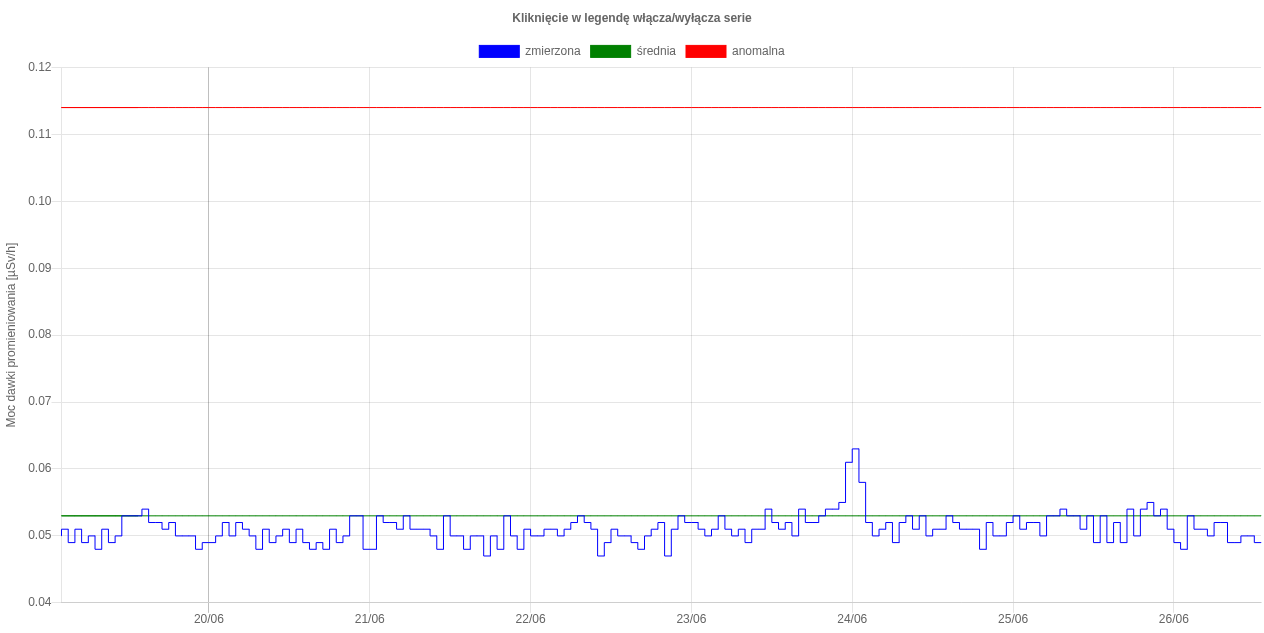 Kliknięcie w legendę włącza/wyłącza serie
zmierzona średnia anomalna
Moc dawki promieniowania [µSv/h]
0.12
0.11
0.10
0.09
0.08
0.07
0.06
0.05
0.04
20/06 21/06 22/06 23/06 24/06 25/06 26/06